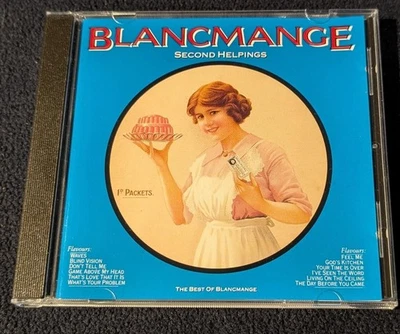 BLANCMANGE
SECOND HELPINGS
1D PACKETS.
Flavours:
WAVES
BLIND VISION
DON'T TELL ME
GAME ABOVE MY HEAD
THAT'S LOVE THAT IT IS
WHAT'S YOUR PROBLEM
Flavours:
FEEL ME
GOD'S KITCHEN
YOUR TIME IS OVER
I'VE SEEN THE WORD
LIVING ON THE CEILING
THE DAY BEFORE YOU CAME
THE BEST OF BLANCMANGE